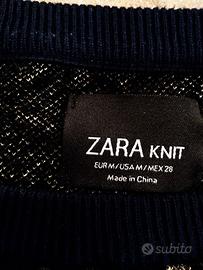 ZARA KNIT
EUR M/USA M/MEX 28
Made in China
subito